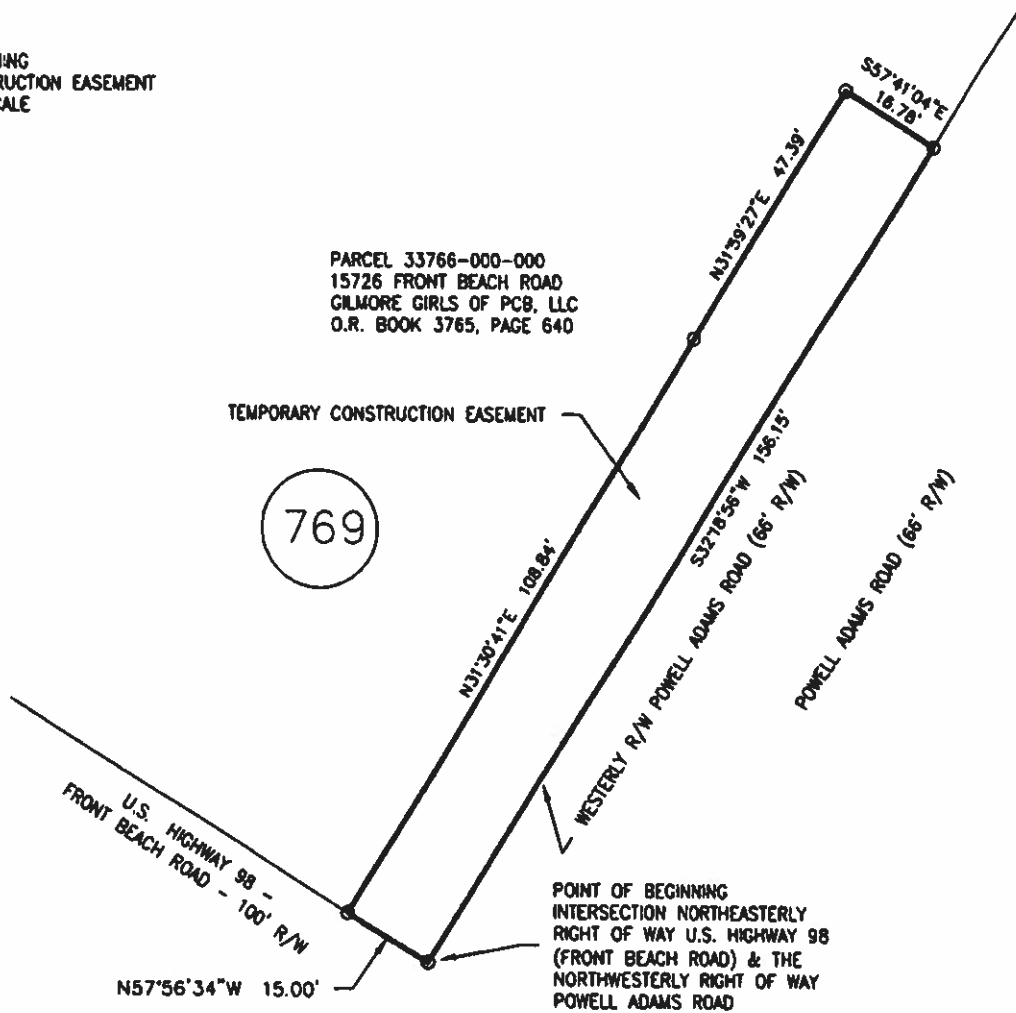 RUCTION EASEMENT
S57°41'04"E
16.78'
N31°59'27"E 47.39'
PARCEL 33766-000-000
15726 FRONT BEACH ROAD
GILMORE GIRLS OF PCB, LLC
O.R. BOOK 3765, PAGE 640
TEMPORARY CONSTRUCTION EASEMENT
769
N31°30'41"E 108.84'
S32°18'56"W 156.15'
WESTERLY R/W POWELL ADAMS ROAD (66' R/W)
POWELL ADAMS ROAD (66' R/W)
U.S. HIGHWAY 98 -
FRONT BEACH ROAD - 100' R/W
N57°56'34"W 15.00'
POINT OF BEGINNING
INTERSECTION NORTHEASTERLY
RIGHT OF WAY U.S. HIGHWAY 98
(FRONT BEACH ROAD) & THE
NORTHWESTERLY RIGHT OF WAY
POWELL ADAMS ROAD